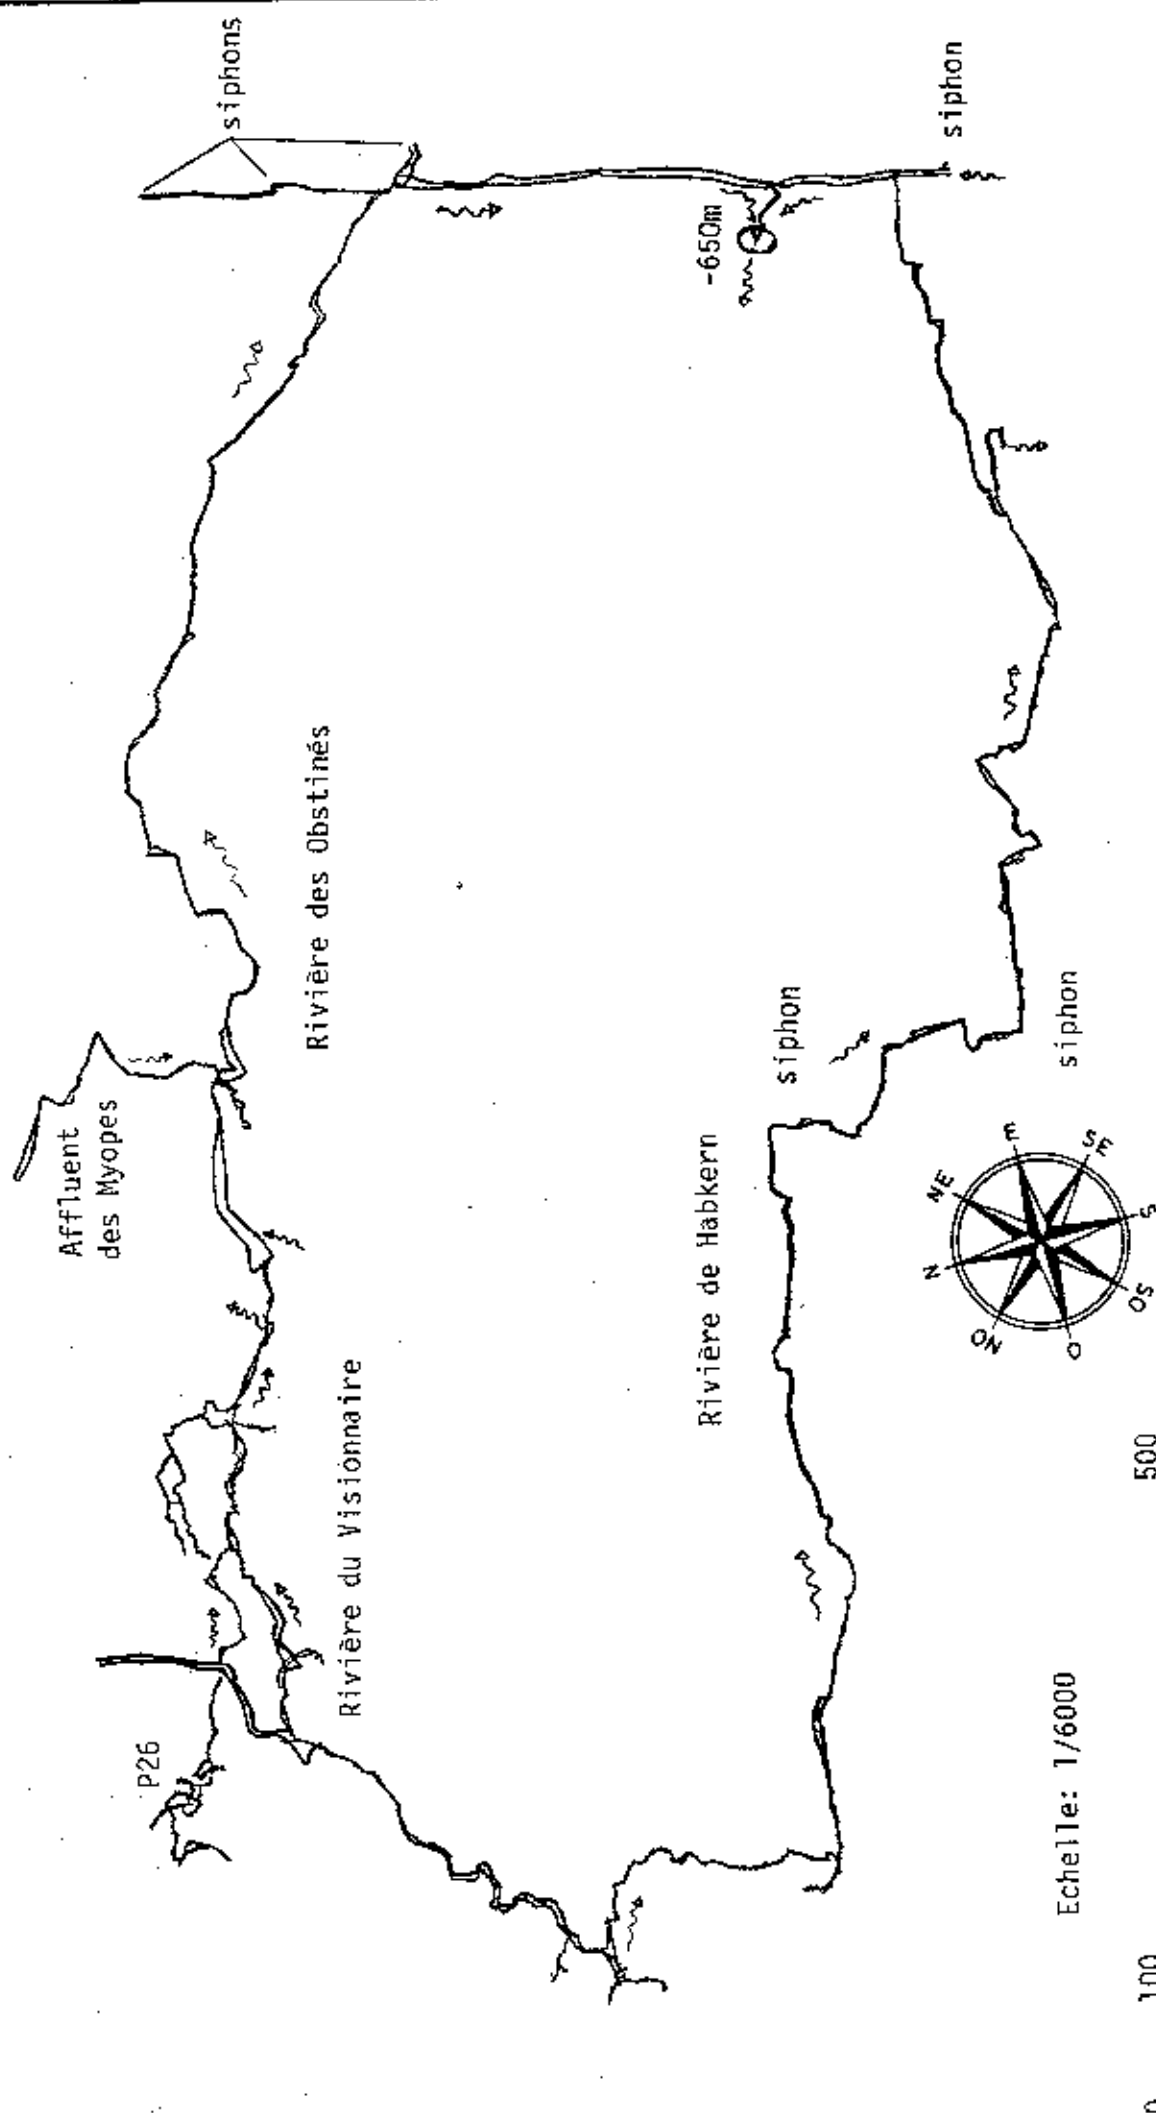 siphons
siphon
-650m
Rivière des Obstinés
Affluent
des Myopes
siphon
siphon
Rivière de Habkern
Rivière du Visionnaire
P26
N
NE
E
SE
S
OS
O
NO
Echelle: 1/6000
0
100
500